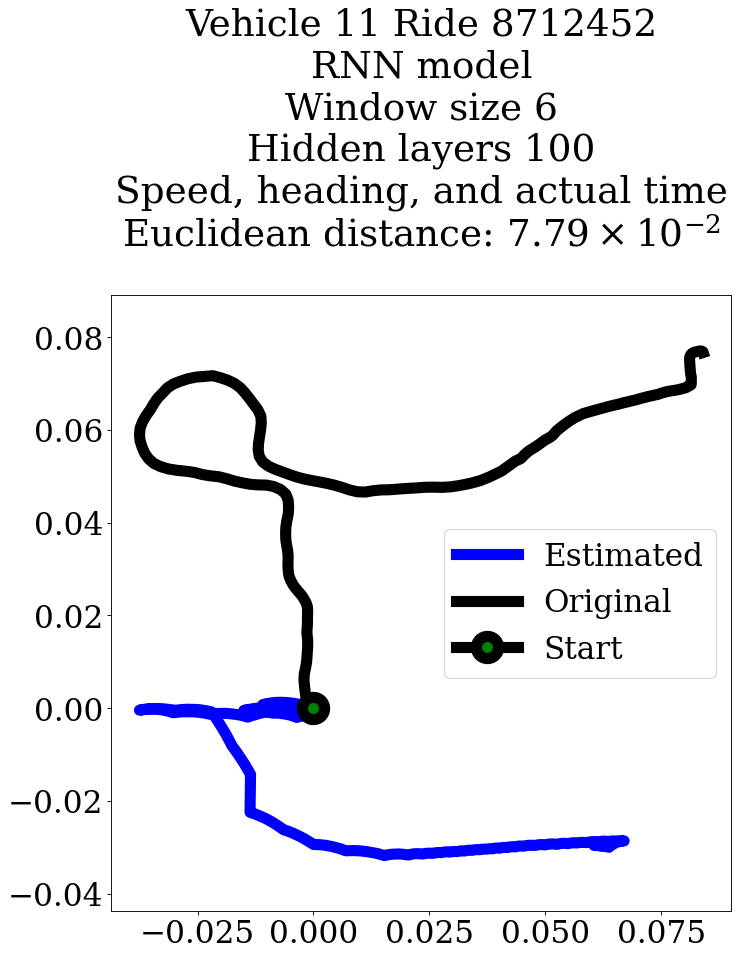 Vehicle 11 Ride 8712452
RNN model
Window size 6
Hidden layers 100
Speed, heading, and actual time
Euclidean distance: 7.79 × 10⁻²
0.08
0.06
0.04
0.02
0.00
−0.02
−0.04
Estimated
Original
Start
−0.025 0.000 0.025 0.050 0.075